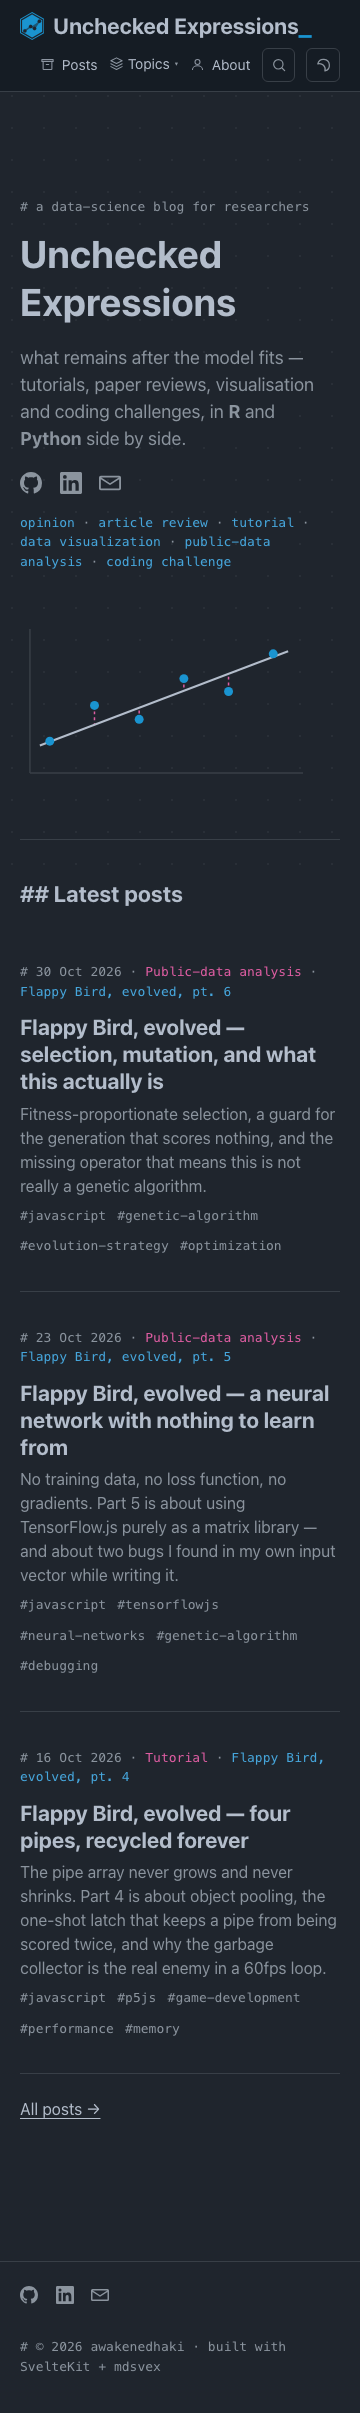 Unchecked Expressions_
Posts Topics About
# a data-science blog for researchers
Unchecked
Expressions
what remains after the model fits —
tutorials, paper reviews, visualisation
and coding challenges, in R and
Python side by side.
opinion · article review · tutorial ·
data visualization · public-data
analysis · coding challenge
## Latest posts
# 30 Oct 2026 · Public-data analysis ·
Flappy Bird, evolved, pt. 6
Flappy Bird, evolved —
selection, mutation, and what
this actually is
Fitness-proportionate selection, a guard for
the generation that scores nothing, and the
missing operator that means this is not
really a genetic algorithm.
#javascript #genetic-algorithm
#evolution-strategy #optimization
# 23 Oct 2026 · Public-data analysis ·
Flappy Bird, evolved, pt. 5
Flappy Bird, evolved — a neural
network with nothing to learn
from
No training data, no loss function, no
gradients. Part 5 is about using
TensorFlow.js purely as a matrix library —
and about two bugs I found in my own input
vector while writing it.
#javascript #tensorflowjs
#neural-networks #genetic-algorithm
#debugging
# 16 Oct 2026 · Tutorial · Flappy Bird,
evolved, pt. 4
Flappy Bird, evolved — four
pipes, recycled forever
The pipe array never grows and never
shrinks. Part 4 is about object pooling, the
one-shot latch that keeps a pipe from being
scored twice, and why the garbage
collector is the real enemy in a 60fps loop.
#javascript #p5js #game-development
#performance #memory
All posts →
# © 2026 awakenedhaki · built with
SvelteKit + mdsvex